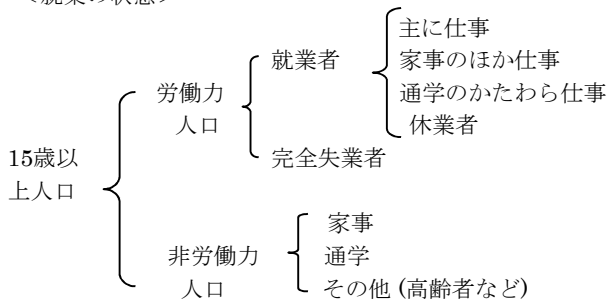 ＜就業の状態＞
主に仕事
就業者
家事のほか仕事
労働力
人口
通学のかたわら仕事
休業者
15歳以
上人口
完全失業者
家事
非労働力
人口
通学
その他 (高齢者など)